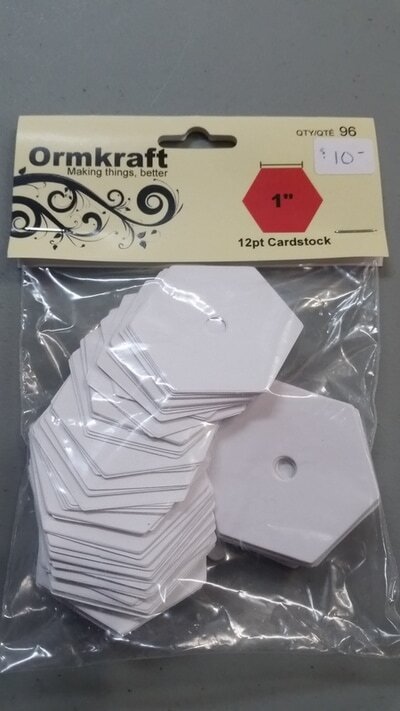 QTY/QTÉ 96
Ormkraft
Making things, better
$10-
1"
12pt Cardstock